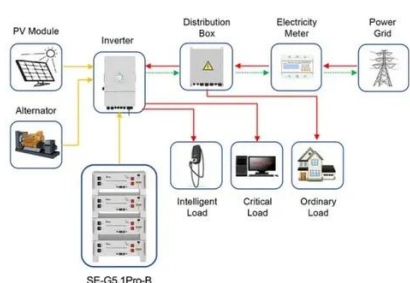 PV Module
Inverter
Distribution
Box
Electricity
Meter
Power
Grid
Alternator
Intelligent
Load
Critical
Load
Ordinary
Load
SE-G5.1Pro-B